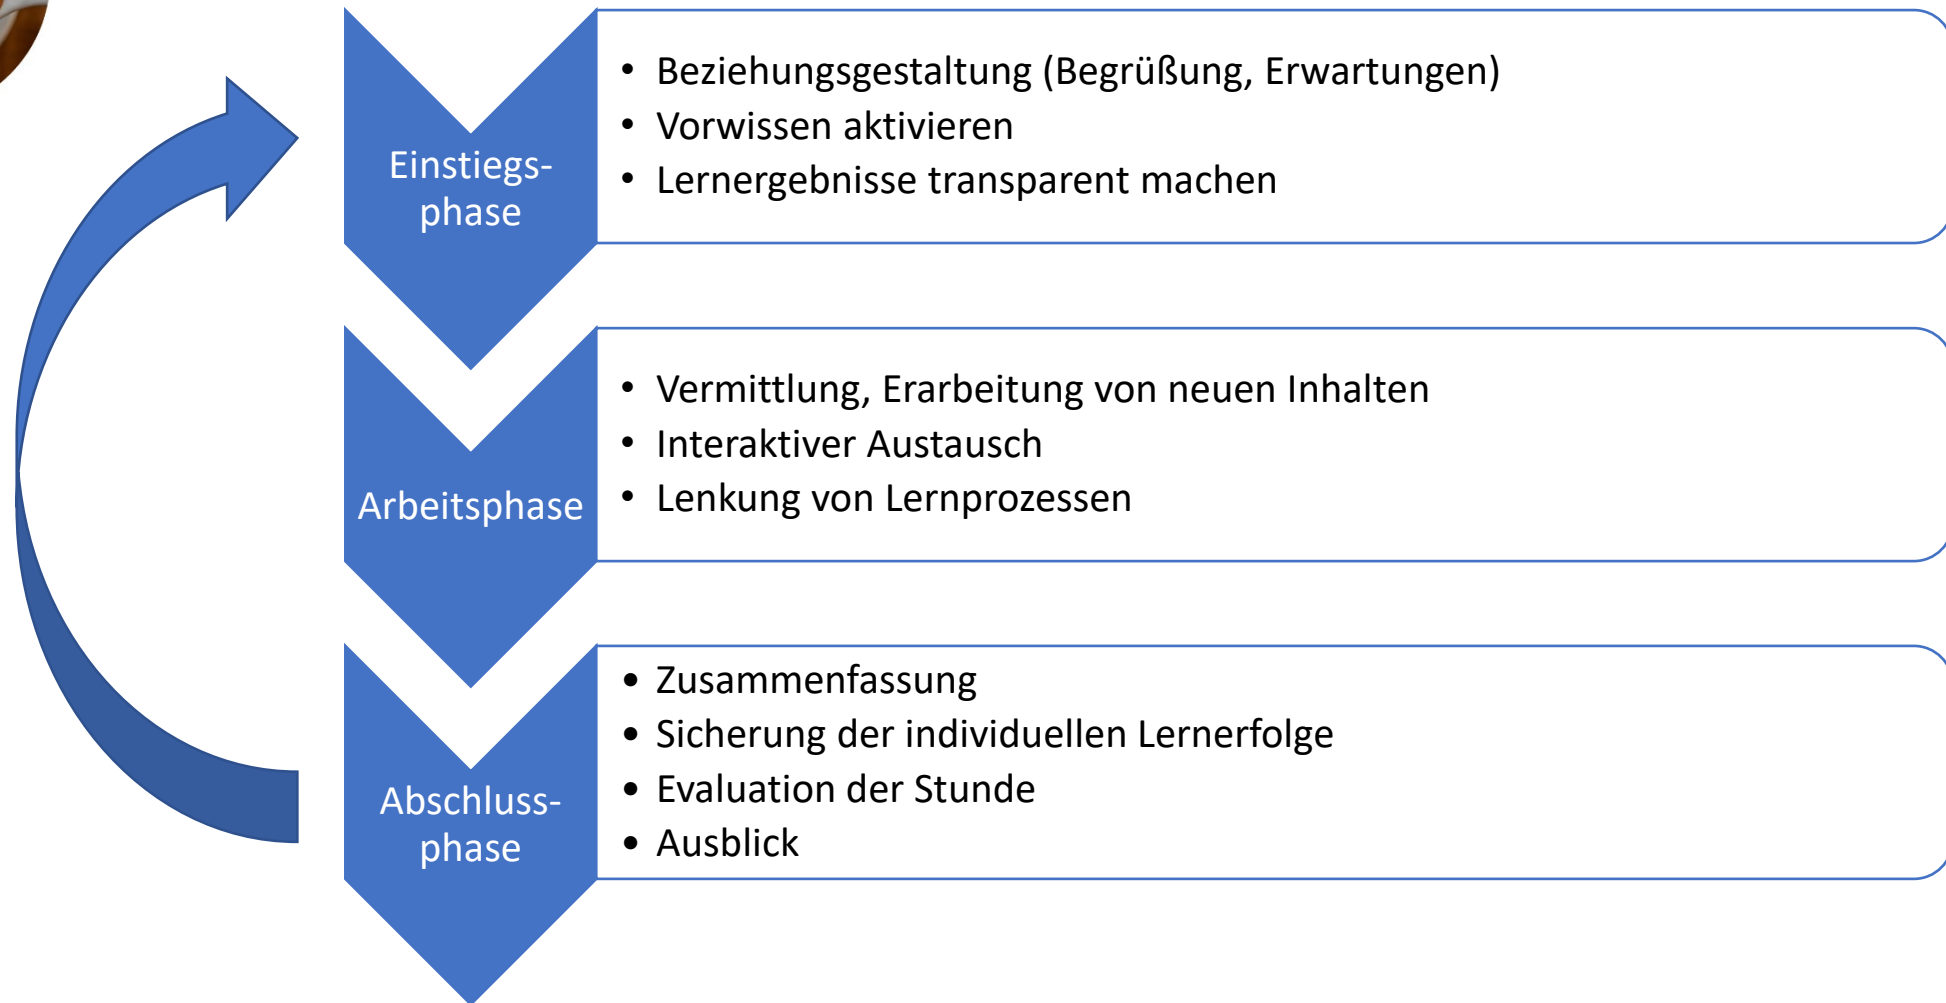 Einstiegs-
phase
• Beziehungsgestaltung (Begrüßung, Erwartungen)
• Vorwissen aktivieren
• Lernergebnisse transparent machen
Arbeitsphase
• Vermittlung, Erarbeitung von neuen Inhalten
• Interaktiver Austausch
• Lenkung von Lernprozessen
Abschluss-
phase
• Zusammenfassung
• Sicherung der individuellen Lernerfolge
• Evaluation der Stunde
• Ausblick